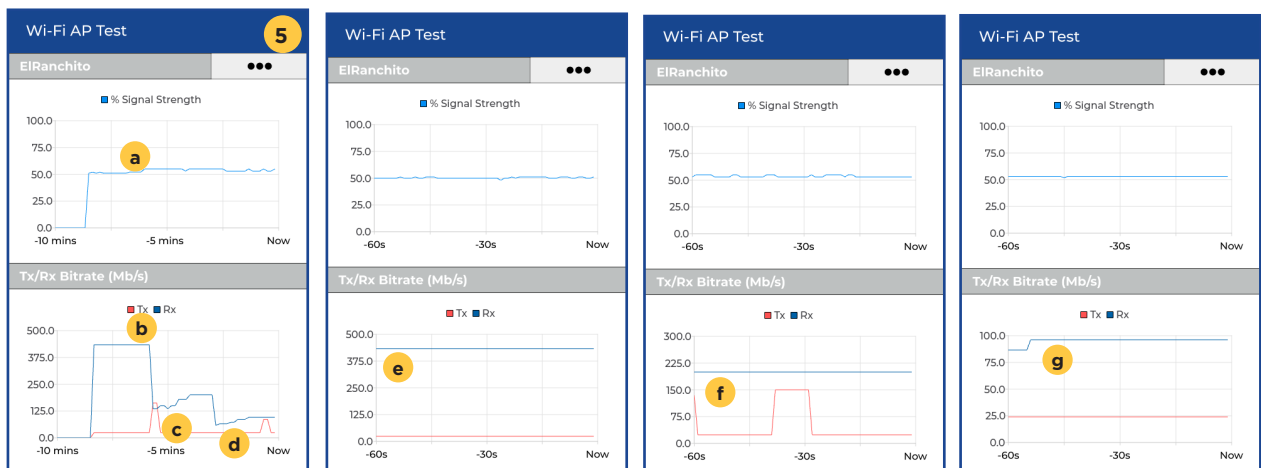 Wi-Fi AP Test
5
ElRanchito
•••
% Signal Strength
100.0
75.0
a
50.0
25.0
0.0
-10 mins
-5 mins
Now
Tx/Rx Bitrate (Mb/s)
Tx Rx
b
500.0
375.0
250.0
125.0
c
d
0.0
-10 mins
-5 mins
Now
Wi-Fi AP Test
ElRanchito
•••
% Signal Strength
100.0
75.0
50.0
25.0
0.0
-60s
-30s
Now
Tx/Rx Bitrate (Mb/s)
Tx Rx
500.0
375.0
e
250.0
125.0
0.0
-60s
-30s
Now
Wi-Fi AP Test
ElRanchito
•••
% Signal Strength
100.0
75.0
50.0
25.0
0.0
-60s
-30s
Now
Tx/Rx Bitrate (Mb/s)
Tx Rx
300.0
225.0
150.0
f
75.0
0.0
-60s
-30s
Now
Wi-Fi AP Test
ElRanchito
•••
% Signal Strength
100.0
75.0
50.0
25.0
0.0
-60s
-30s
Now
Tx/Rx Bitrate (Mb/s)
Tx Rx
100.0
75.0
g
50.0
25.0
0.0
-60s
-30s
Now